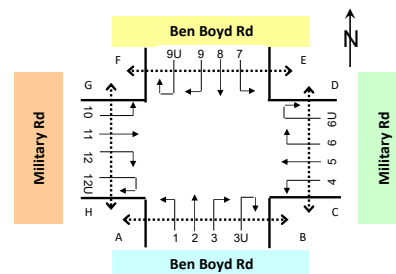 Ben Boyd Rd
N
F
9U
9
8
7
E
G
D
Military Rd
10
11
12
12U
6U
6
5
4
Military Rd
H
C
A
1
2
3
3U
B
Ben Boyd Rd